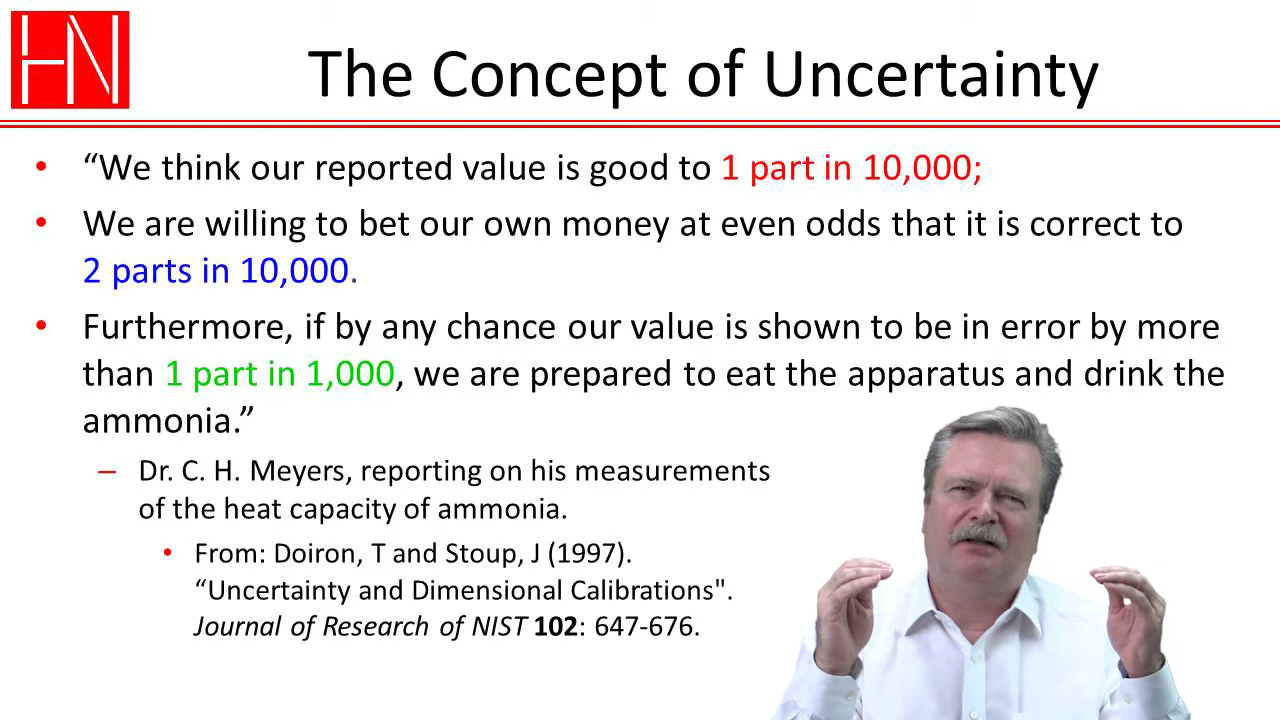 HN
The Concept of Uncertainty
• “We think our reported value is good to 1 part in 10,000;
• We are willing to bet our own money at even odds that it is correct to
2 parts in 10,000.
• Furthermore, if by any chance our value is shown to be in error by more
than 1 part in 1,000, we are prepared to eat the apparatus and drink the
ammonia.”
– Dr. C. H. Meyers, reporting on his measurements
of the heat capacity of ammonia.
• From: Doiron, T and Stoup, J (1997).
“Uncertainty and Dimensional Calibrations".
Journal of Research of NIST 102: 647-676.